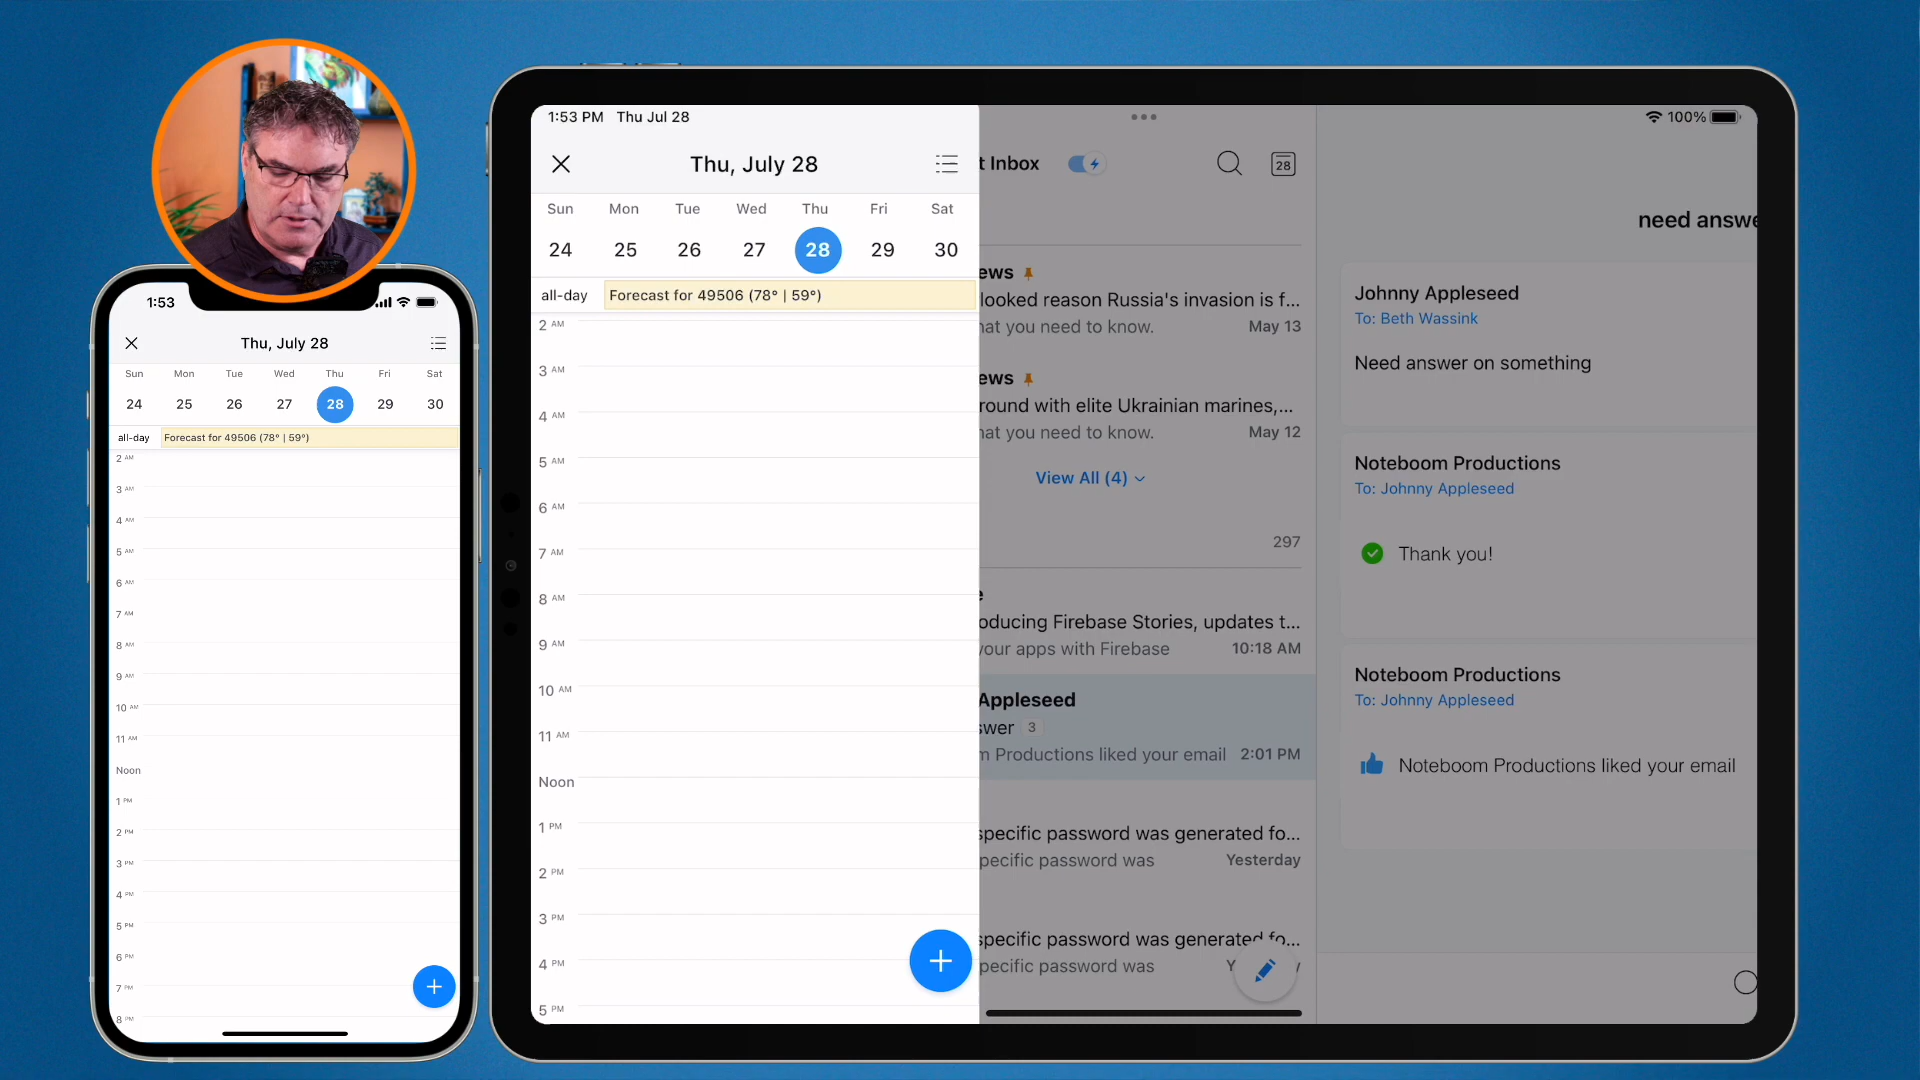 1:53
Thu, July 28
Sun Mon Tue Wed Thu Fri Sat
24 25 26 27 28 29 30
all-day Forecast for 49506 (78° | 59°)
2 AM
3 AM
4 AM
5 AM
6 AM
7 AM
8 AM
9 AM
10 AM
11 AM
Noon
1 PM
2 PM
3 PM
4 PM
5 PM
6 PM
7 PM
8 PM
1:53 PM Thu Jul 28
Thu, July 28
Sun Mon Tue Wed Thu Fri Sat
24 25 26 27 28 29 30
all-day Forecast for 49506 (78° | 59°)
2 AM
3 AM
4 AM
5 AM
6 AM
7 AM
8 AM
9 AM
10 AM
11 AM
Noon
1 PM
2 PM
3 PM
4 PM
5 PM
t Inbox 28
ews
looked reason Russia's invasion is f...
hat you need to know. May 13
ews
round with elite Ukrainian marines,...
hat you need to know. May 12
View All (4)
297
oducing Firebase Stories, updates t...
your apps with Firebase 10:18 AM
Appleseed
swer 3
m Productions liked your email 2:01 PM
specific password was generated fo...
pecific password was Yesterday
specific password was generated fo...
pecific password was
100%
need answe
Johnny Appleseed
To: Beth Wassink
Need answer on something
Noteboom Productions
To: Johnny Appleseed
Thank you!
Noteboom Productions
To: Johnny Appleseed
Noteboom Productions liked your email